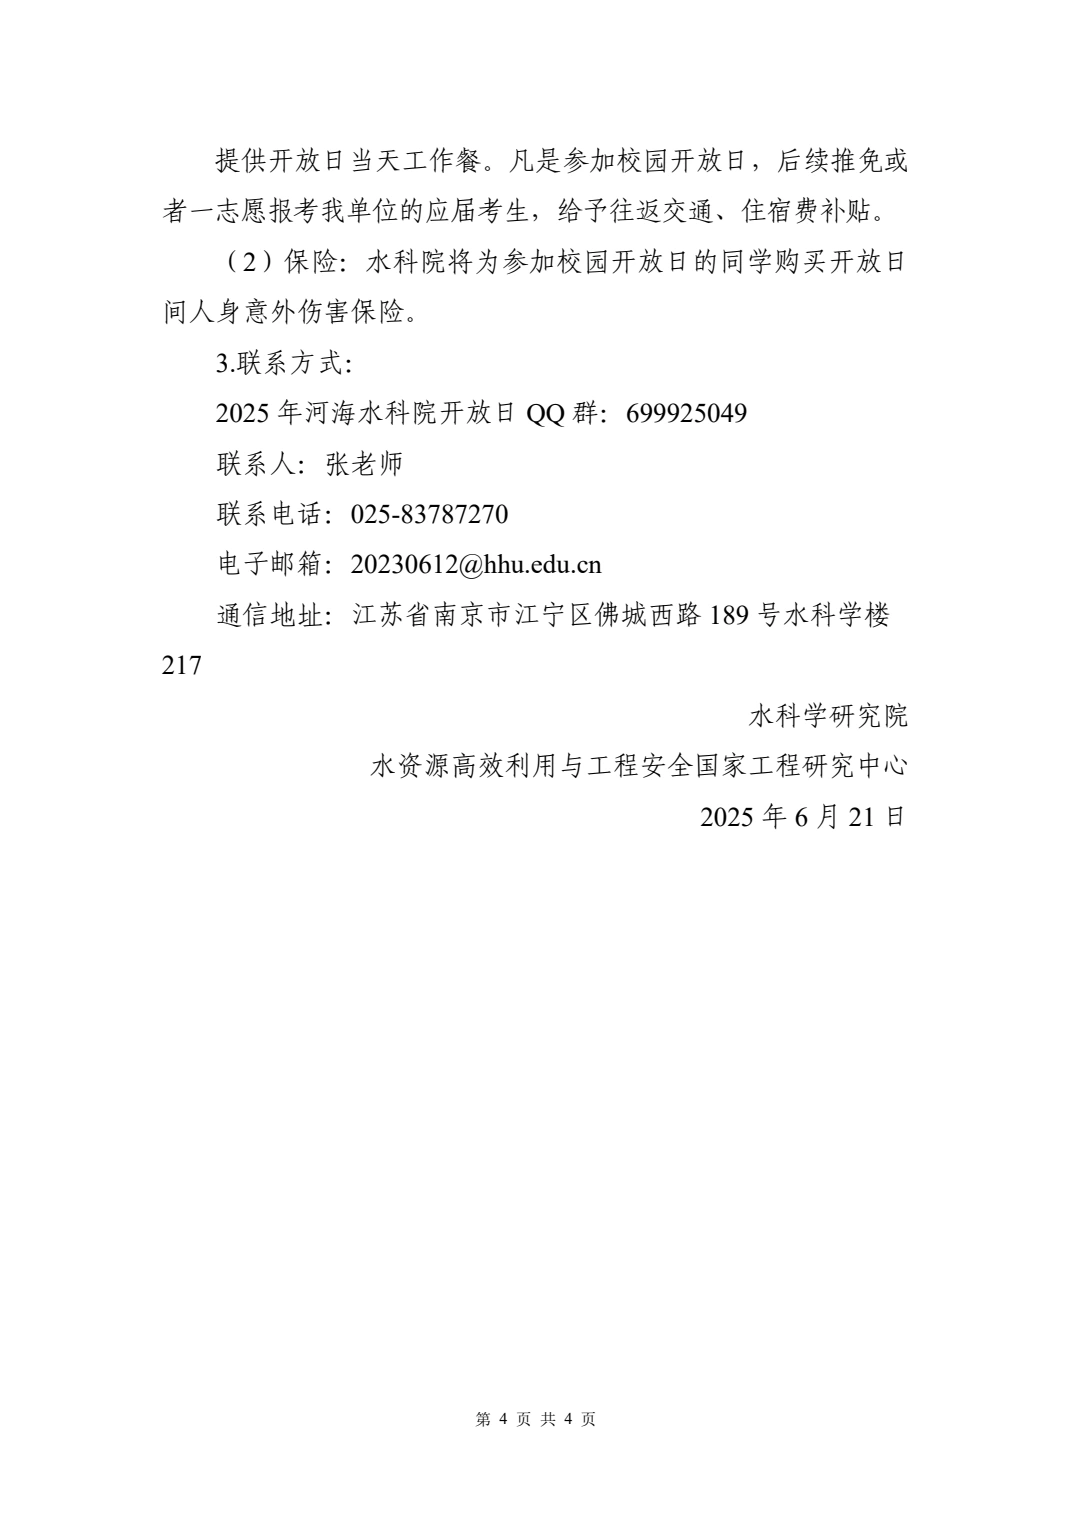 提供开放日当天工作餐。凡是参加校园开放日，后续推免或
者一志愿报考我单位的应届考生，给予往返交通、住宿费补贴。
（2）保险：水科院将为参加校园开放日的同学购买开放日
间人身意外伤害保险。
3.联系方式：
2025 年河海水科院开放日 QQ 群：699925049
联系人：张老师
联系电话：025-83787270
电子邮箱：20230612@hhu.edu.cn
通信地址：江苏省南京市江宁区佛城西路 189 号水科学楼
217
水科学研究院
水资源高效利用与工程安全国家工程研究中心
2025 年 6 月 21 日
第 4 页 共 4 页